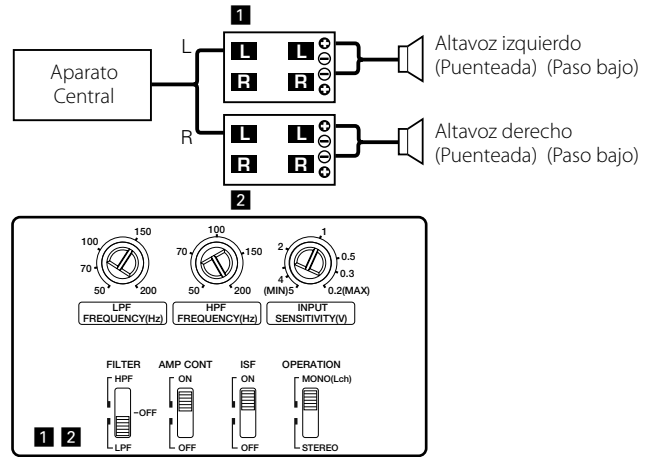 1
L
Aparato
Central
R
L L ⊕ ⊖
R R ⊖ ⊕
Altavoz izquierdo
(Puenteada) (Paso bajo)
L L ⊕ ⊖
R R ⊖ ⊕
Altavoz derecho
(Puenteada) (Paso bajo)
2
50 70 100 150 200
LPF
FREQUENCY(Hz)
50 70 100 150 200
HPF
FREQUENCY(Hz)
(MIN)5 4 2 1 0.5 0.3 0.2(MAX)
INPUT
SENSITIVITY(V)
FILTER
HPF
-OFF
LPF
AMP CONT
ON
OFF
ISF
ON
OFF
OPERATION
MONO(Lch)
STEREO
1 2